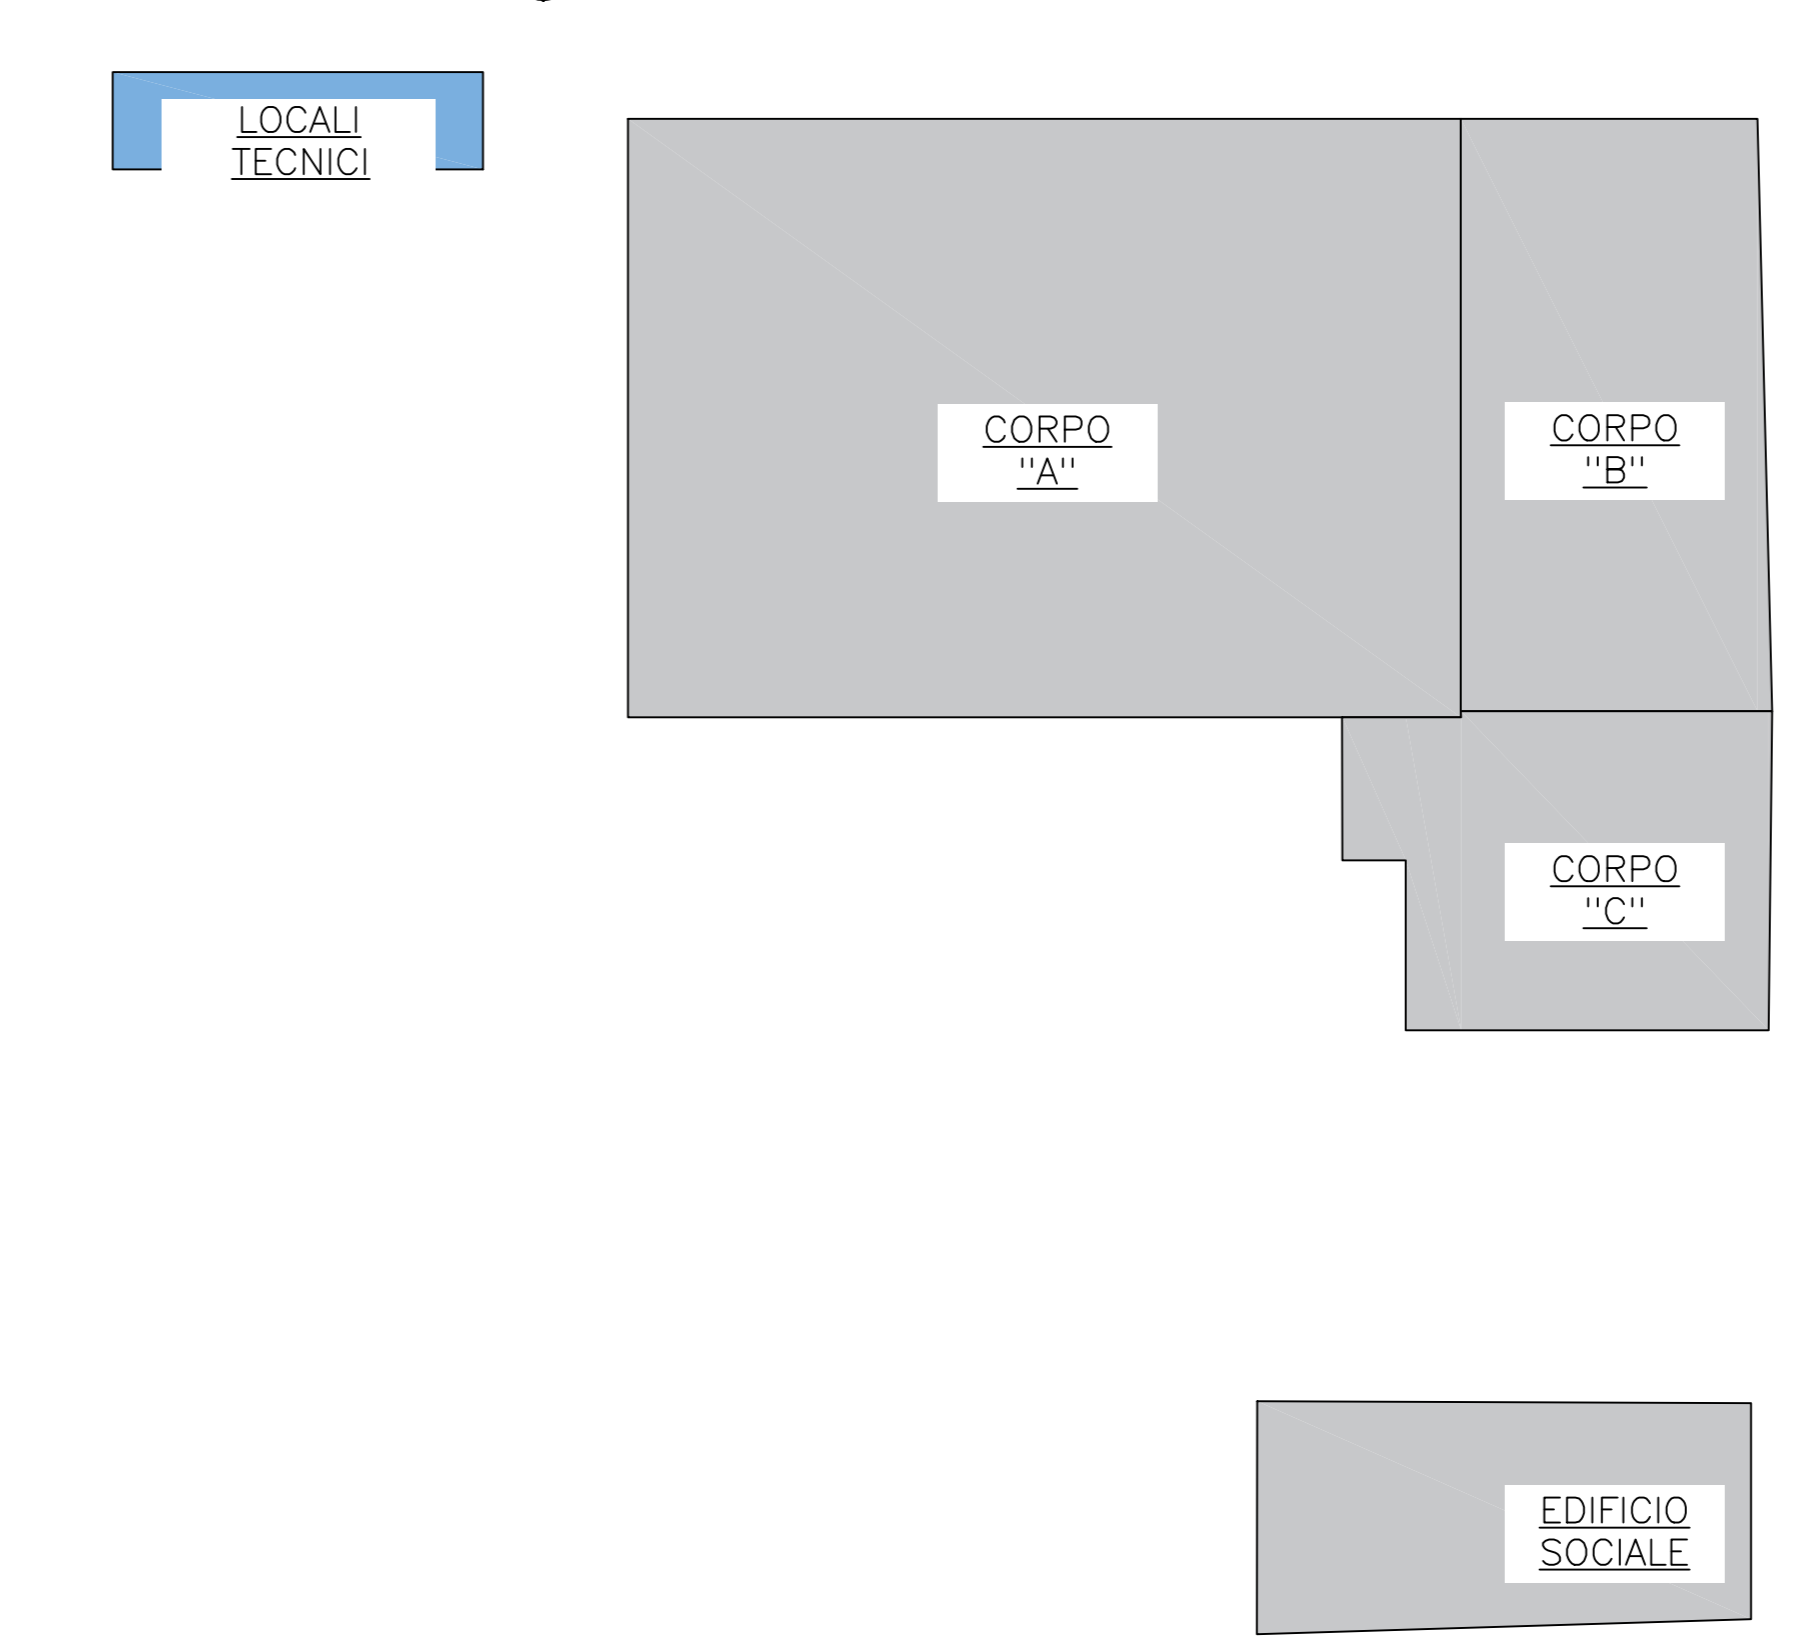 LOCALI
TECNICI
CORPO
"A"
CORPO
"B"
CORPO
"C"
EDIFICIO
SOCIALE